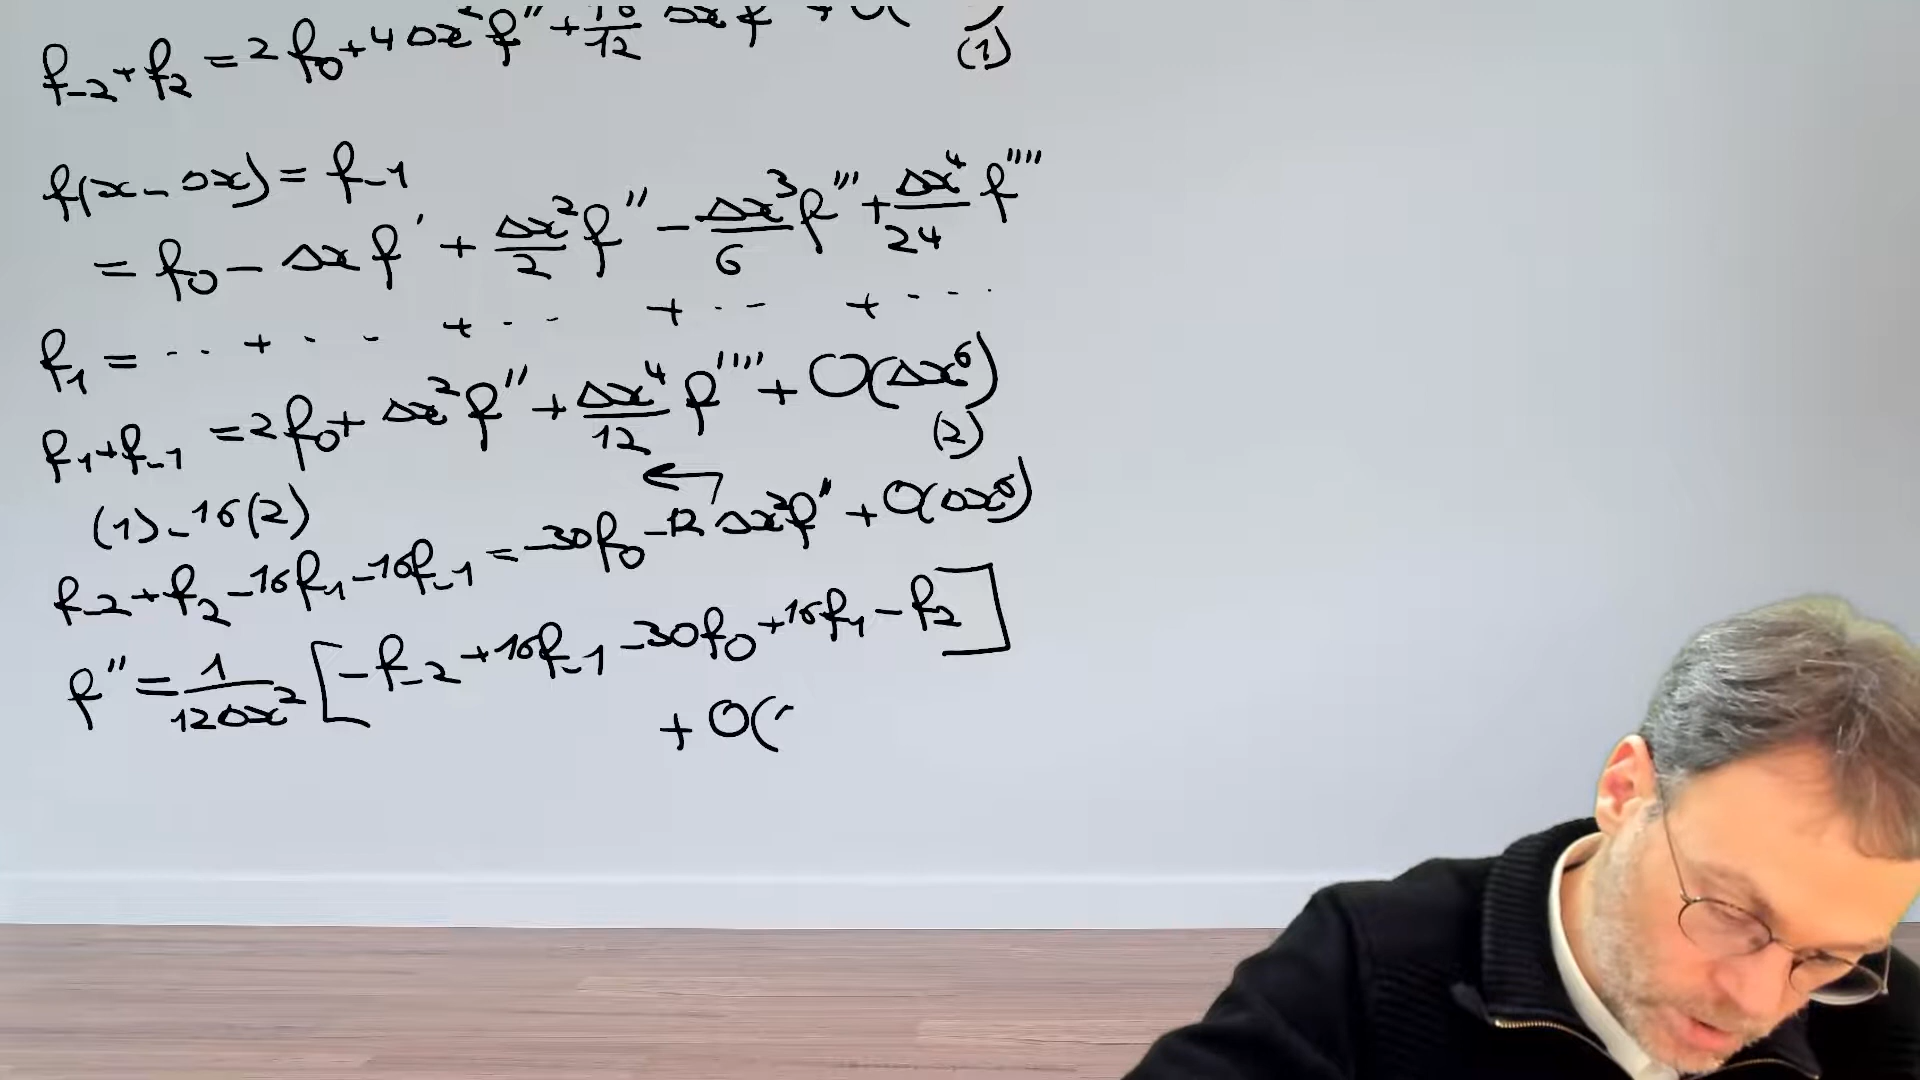 f₋₂+f₂ = 2f₀+4Δx²f''+16/12 Δx f + O(
(1)
f(x-Δx) = f₋₁
= f₀ - Δx f' + Δx²/2 f'' - Δx³/6 f''' + Δx⁴/24 f''''
f₁ = ... + ... + ... + ... + ...
f₁+f₋₁ = 2f₀ + Δx²f'' + Δx⁴/12 f'''' + O(Δx⁶)
(2)
(1)-16(2)
f₋₂+f₂-16f₁-16f₋₁ = -30f₀-12Δx²f'' + O(Δx⁶)
f'' = 1/12Δx² [-f₋₂+16f₋₁-30f₀+16f₁-f₂]
+ O(